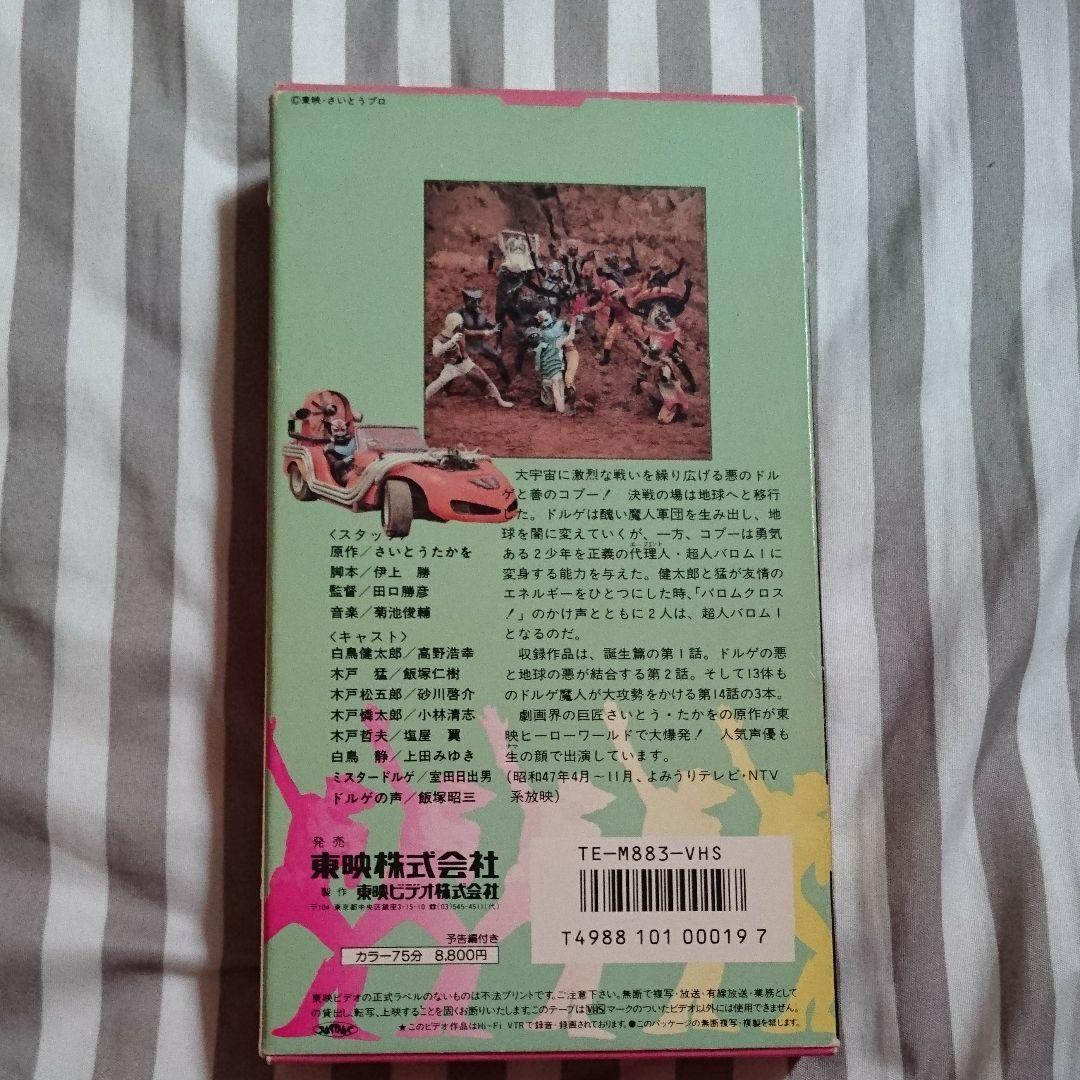 ©東映・さいとうプロ
大宇宙に激烈な戦いを繰り広げる悪のドル
ゲと善のコプー! 決戦の場は地球へと移行
した。ドルゲは醜い魔人軍団を生み出し、地
球を闇に変えていくが、一方、コプーは勇気
ある2少年を正義の代理人・超人バロム1に
エージェント
変身する能力を与えた。健太郎と猛が友情の
エネルギーをひとつにした時、「バロムクロス
!」のかけ声とともに2人は、超人バロム1
となるのだ。
収録作品は、誕生篇の第1話。ドルゲの悪
と地球の悪が結合する第2話。そして13体も
のドルゲ魔人が大攻勢をかける第14話の3本。
劇画界の巨匠さいとう・たかをの原作が東
映ヒーローワールドで大爆発! 人気声優も
生の顔で出演しています。
ナマ
(昭和47年4月〜11月、よみうりテレビ・NTV
系放映)
〈スタッフ〉
原作/さいとうたかを
脚本/伊上 勝
監督/田口勝彦
音楽/菊池俊輔
〈キャスト〉
白鳥健太郎/高野浩幸
木戸 猛/飯塚仁樹
木戸松五郎/砂川啓介
木戸燐太郎/小林清志
木戸哲夫/塩屋 翼
白鳥 静/上田みゆき
ミスタードルゲ/室田日出男
ドルゲの声/飯塚昭三
発売
東映株式会社
製作 東映ビデオ株式会社
〒104 東京都中央区銀座3-15-10 ☎(03)545-4511(代)
予告編付き
カラー75分 8,800円
TE-M883-VHS
T4988 101 00019 7
東映ビデオの正式ラベルのないものは不法プリントです。ご注意下さい。無断で複写・放送・有線放送・業務として
の貸出し、転写、上映することを固くお断りいたします。このテープはVHSマークのついたビデオ以外には使用できません。
JASRAC
★このビデオ作品はHi-Fi VTRで録音・録画されております。●このパッケージの無断複写・複製を禁じます。